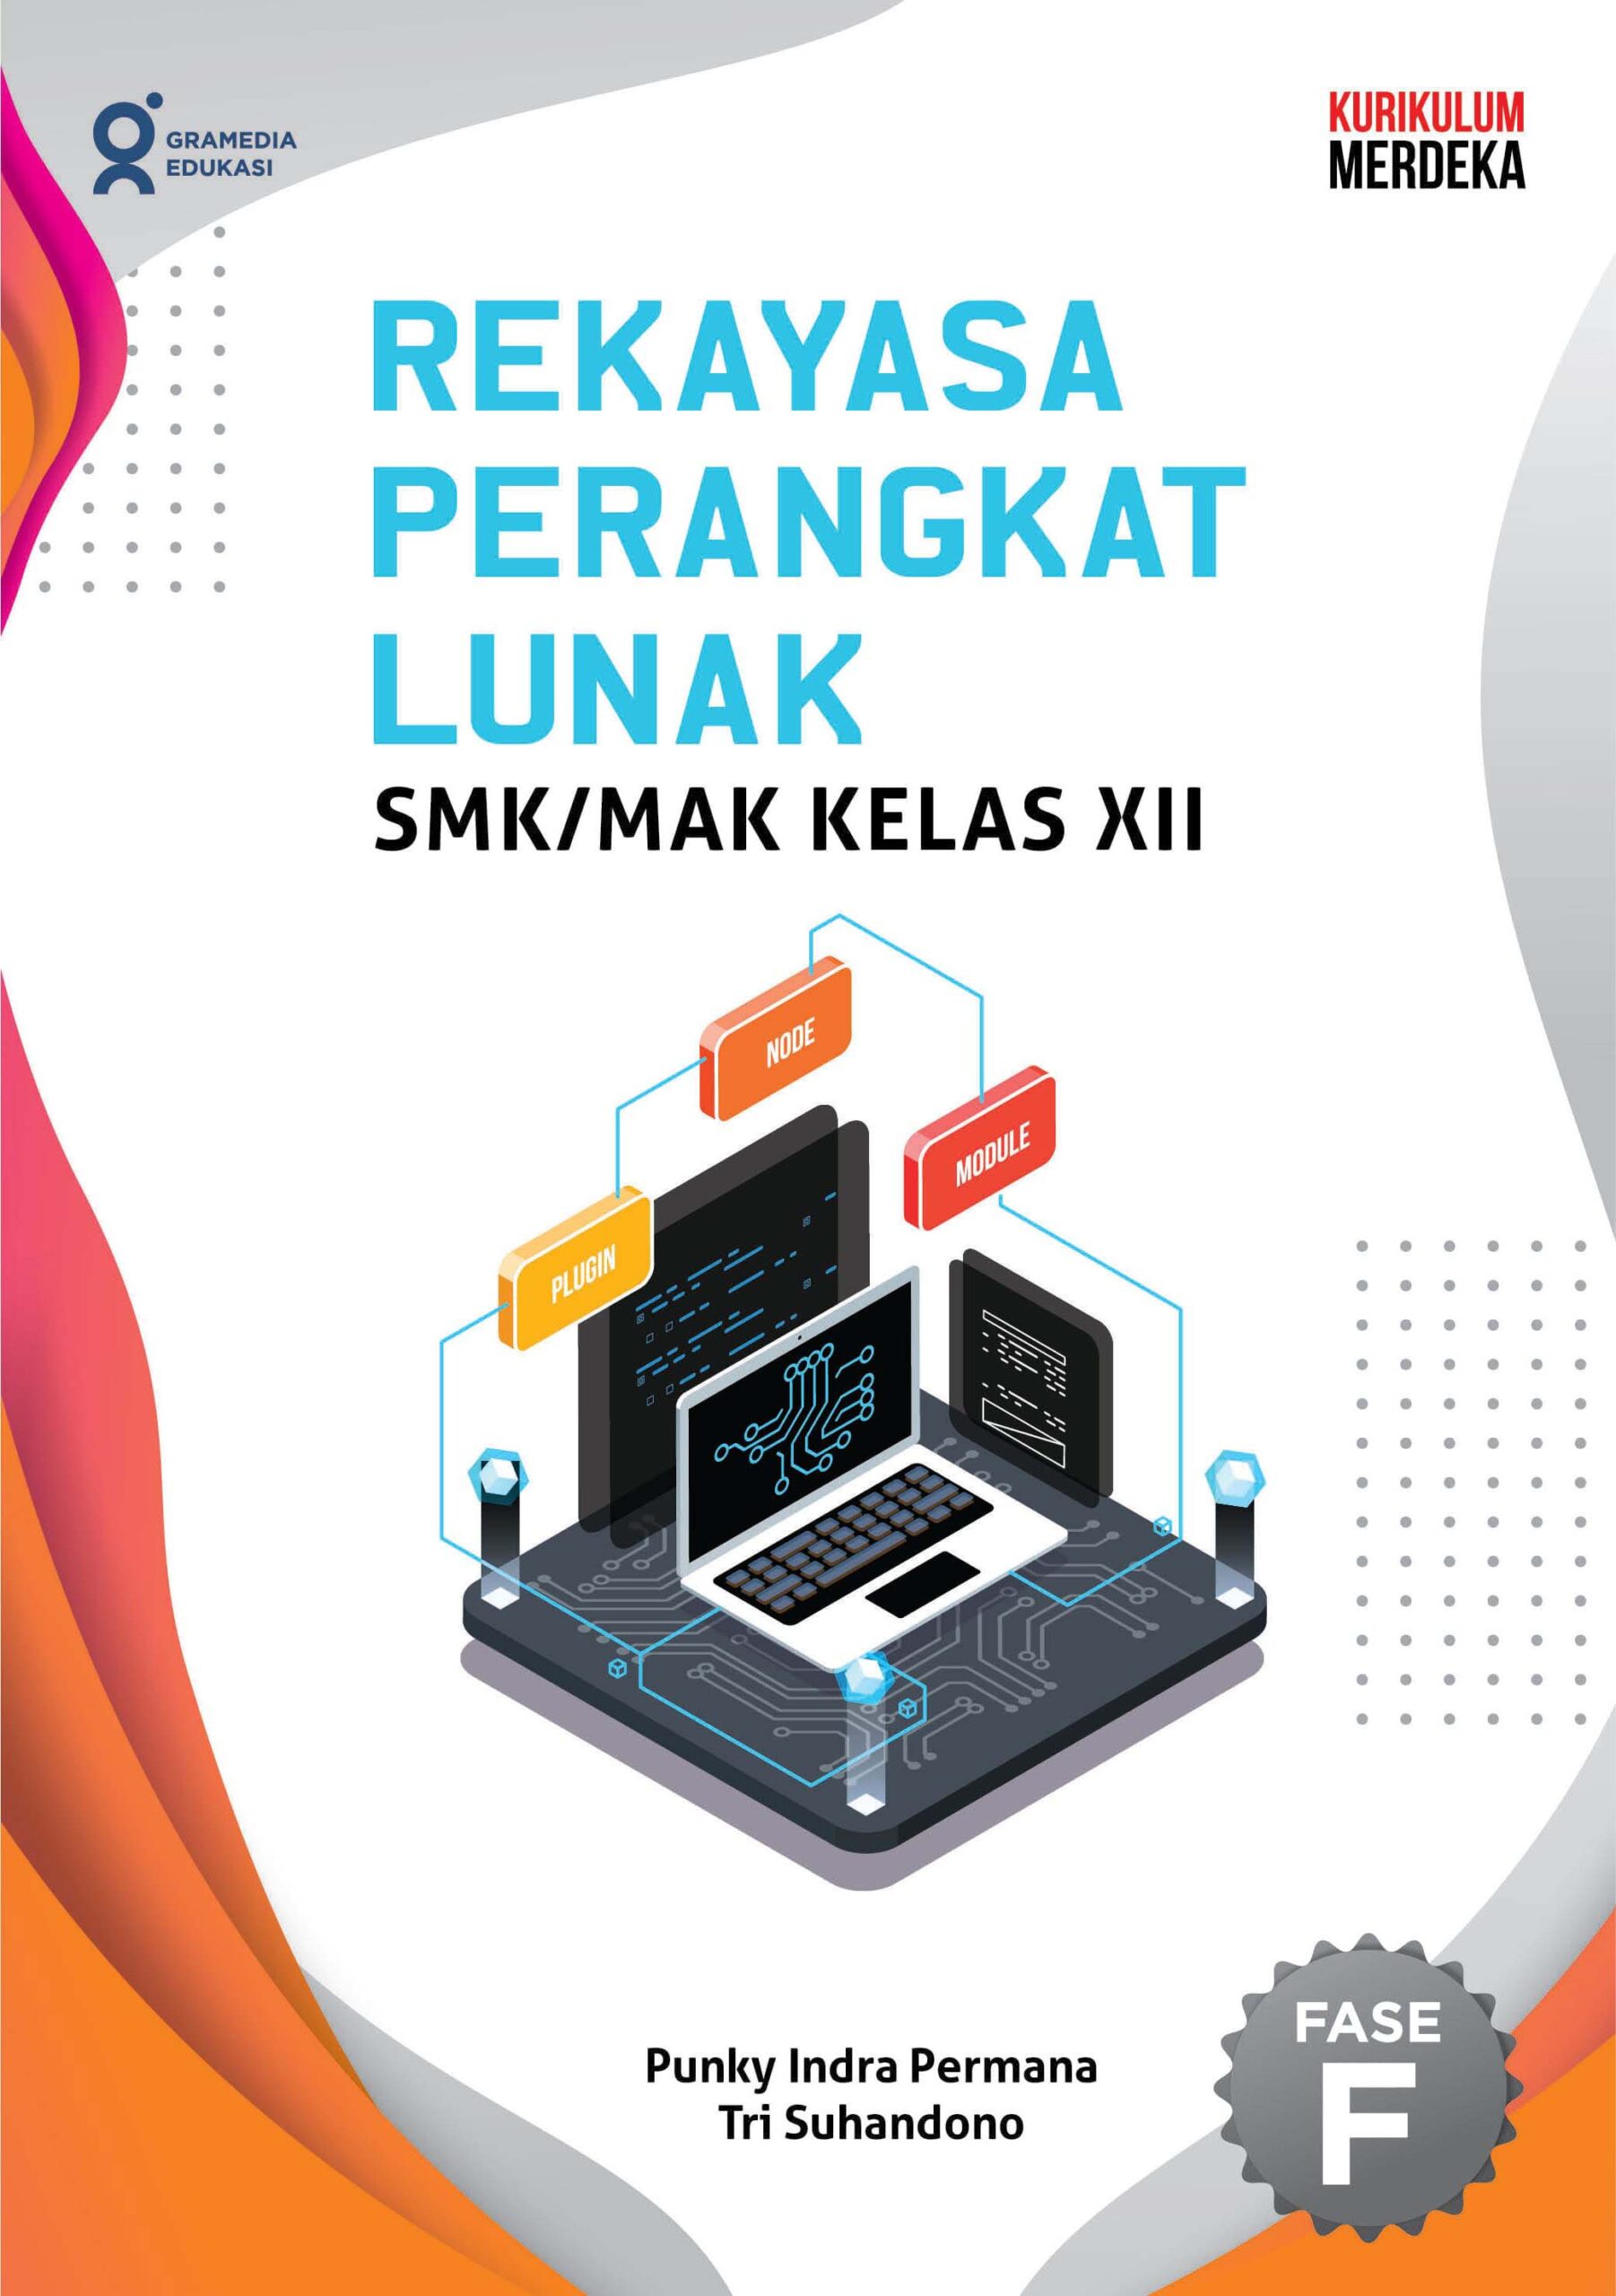 GRAMEDIA
EDUKASI
KURIKULUM
MERDEKA
REKAYASA
PERANGKAT
LUNAK
SMK/MAK KELAS XII
NODE
MODULE
PLUGIN
Punky Indra Permana
Tri Suhandono
FASE
F